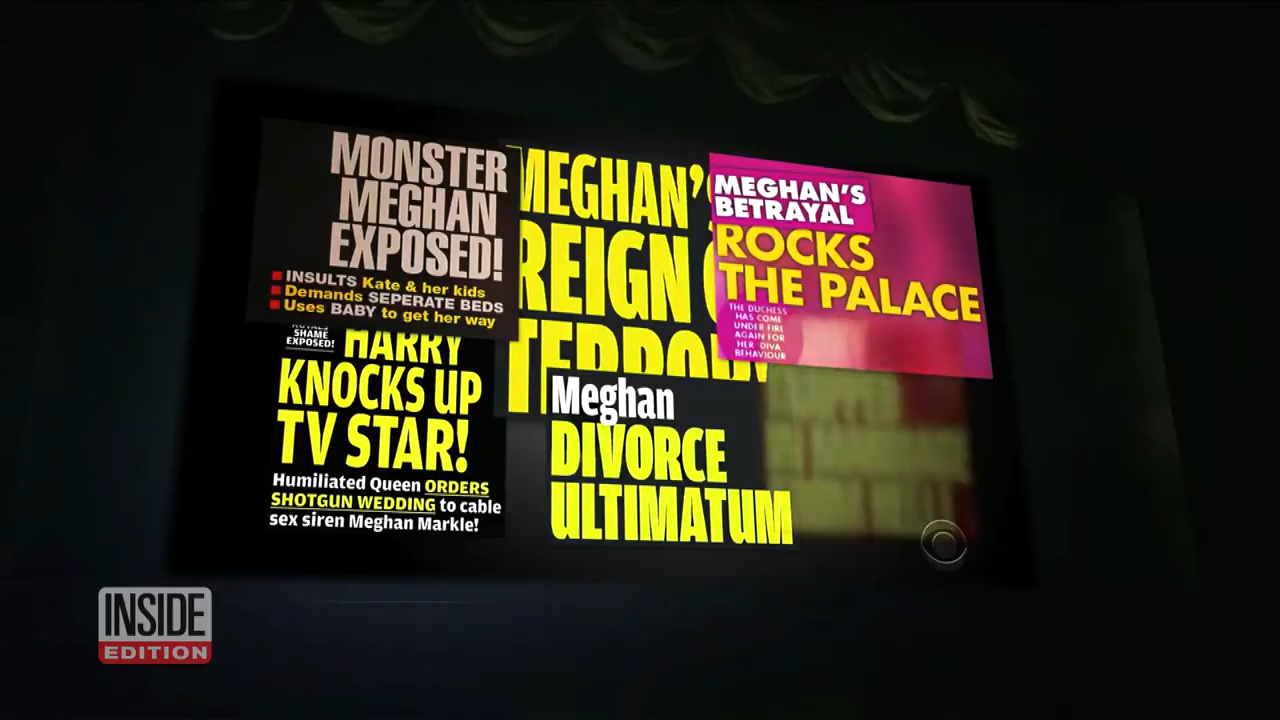 MONSTER
MEGHAN
EXPOSED!
INSULTS Kate & her kids
Demands SEPERATE BEDS
Uses BABY to get her way
MEGHAN'S
REIGN
TERROR
MEGHAN'S
BETRAYAL
ROCKS
THE PALACE
THE DUCHESS
HAS COME
UNDER FIRE
AGAIN FOR
HER DIVA
BEHAVIOUR
SHAME
EXPOSED!
HARRY
KNOCKS UP
TV STAR!
Humiliated Queen ORDERS
SHOTGUN WEDDING to cable
sex siren Meghan Markle!
Meghan
DIVORCE
ULTIMATUM
INSIDE
EDITION